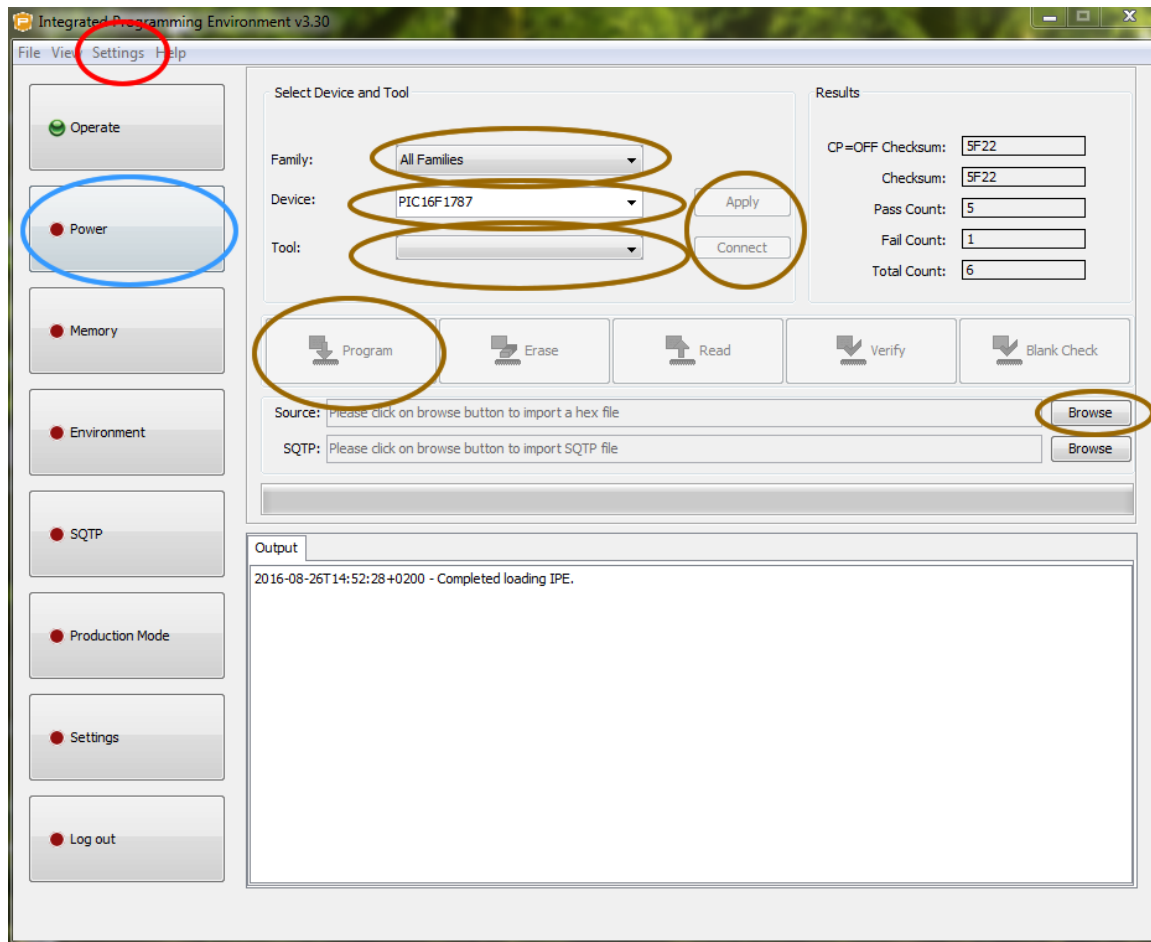 Integrated Programming Environment v3.30
File View Settings Help
Operate
Power
Memory
Environment
SQTP
Production Mode
Settings
Log out
Select Device and Tool
Family: All Families
Device: PIC16F1787 Apply
Tool: Connect
Results
CP=OFF Checksum: 5F22
Checksum: 5F22
Pass Count: 5
Fail Count: 1
Total Count: 6
Program Erase Read Verify Blank Check
Source: Please click on browse button to import a hex file Browse
SQTP: Please click on browse button to import SQTP file Browse
Output
2016-08-26T14:52:28+0200 - Completed loading IPE.